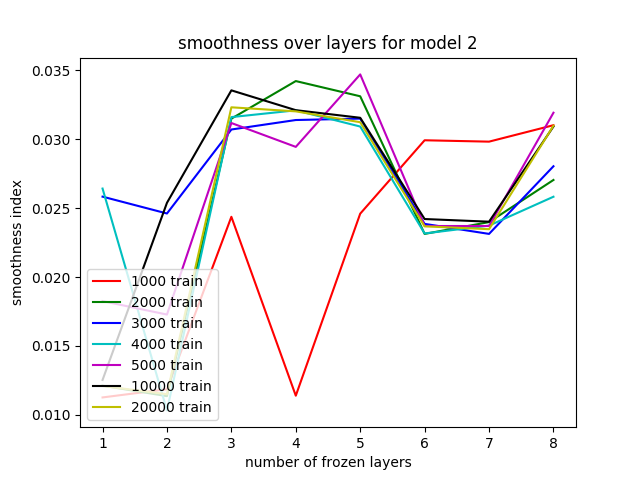 smoothness over layers for model 2
smoothness index
0.035
0.030
0.025
0.020
0.015
0.010
1000 train
2000 train
3000 train
4000 train
5000 train
10000 train
20000 train
1 2 3 4 5 6 7 8
number of frozen layers